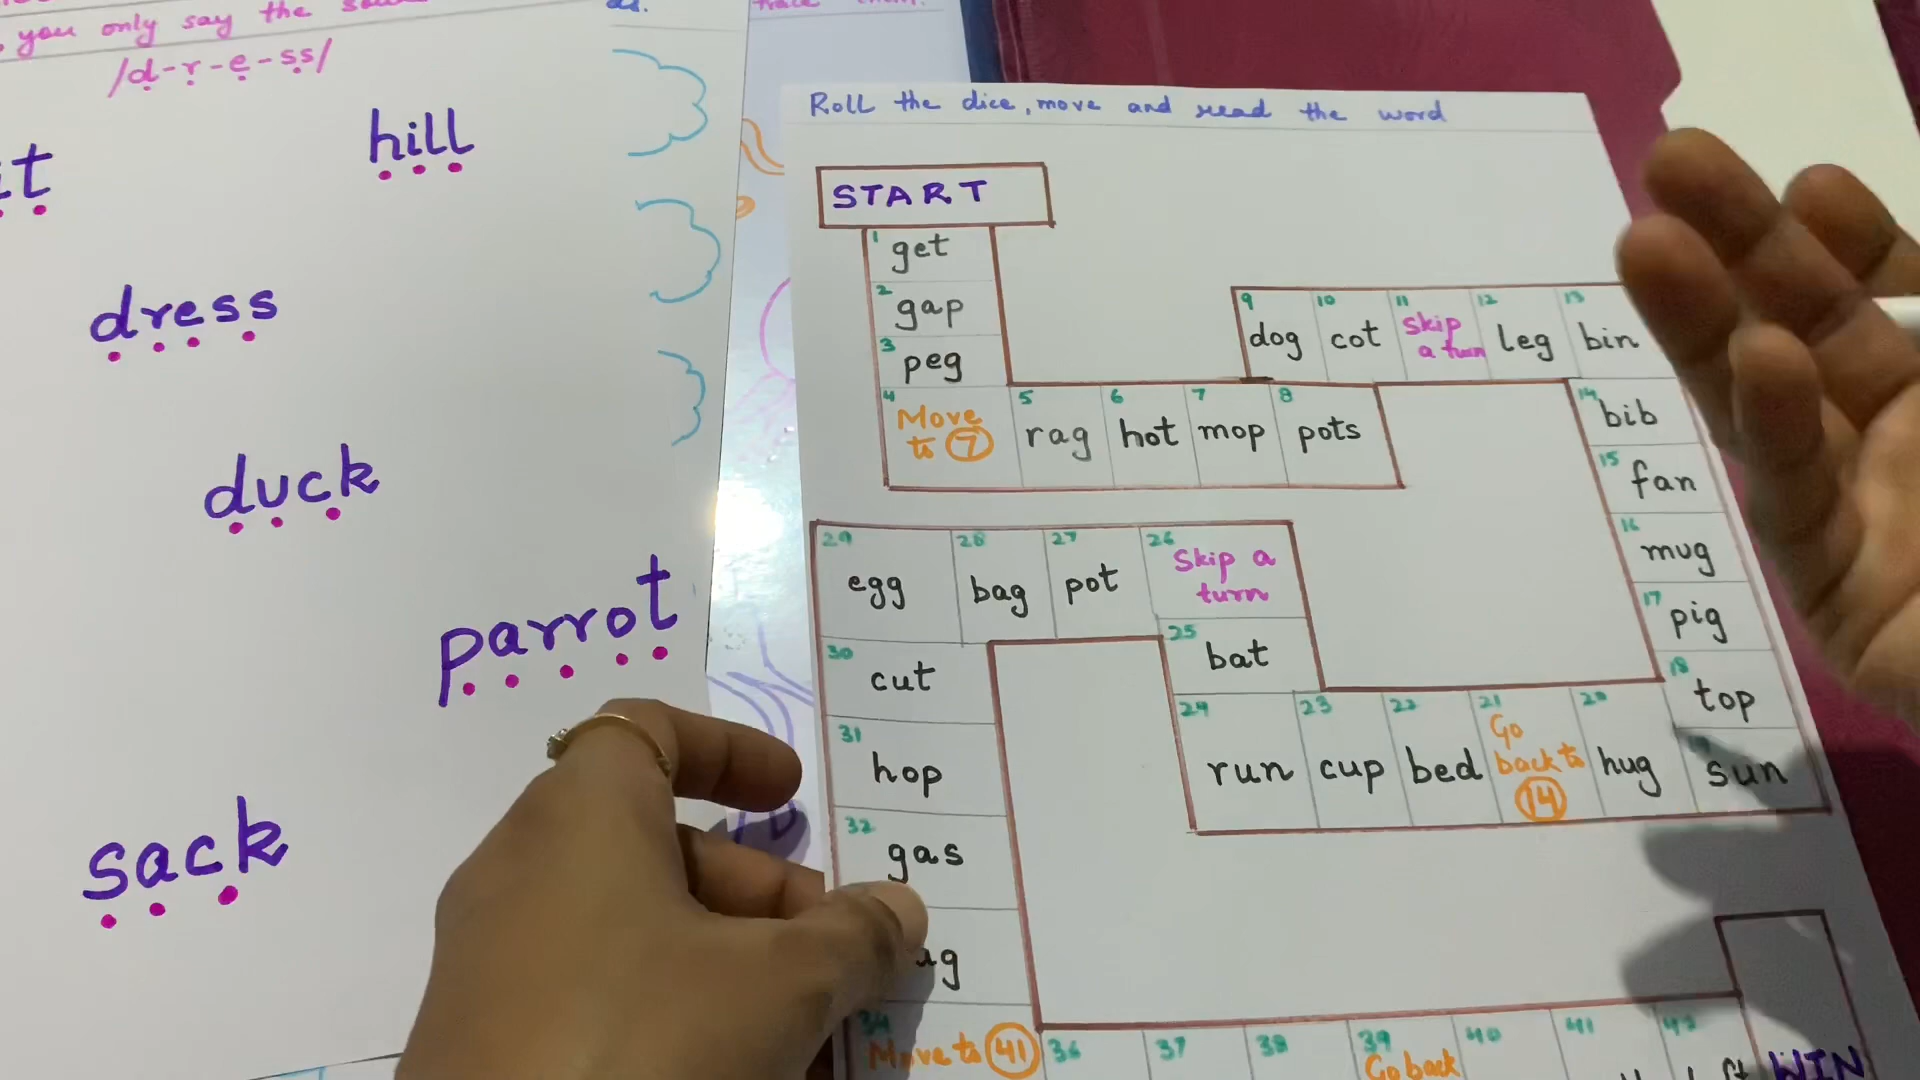 you only say the
/d-r-e-ss/
hill
dress
duck
parrot
sack
Roll the dice, move and read the word
START
1 get
2 gap
3 peg
4 Move to 7
5 rag
6 hot
7 mop
8 pots
9 dog
10 cot
11 Skip a turn
12 leg
13 bin
14 bib
15 fan
16 mug
17 pig
18 top
sun
20 hug
21 Go back to 14
22 bed
23 cup
24 run
25 bat
26 Skip a turn
27 pot
28 bag
29 egg
30 cut
31 hop
32 gas
34 Move to 41
36
37
38
39 Go back
40
41
42
WIN